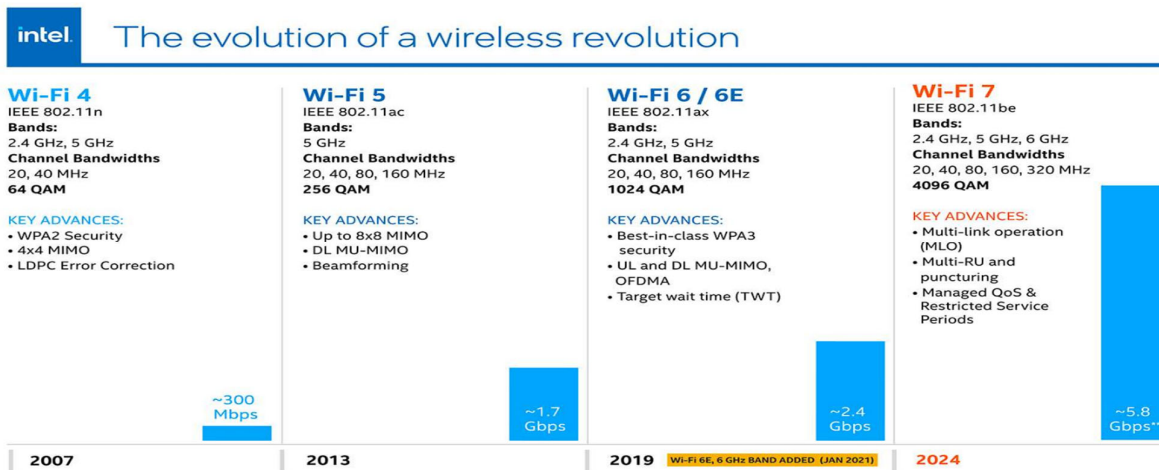 intel.
The evolution of a wireless revolution
Wi-Fi 4
IEEE 802.11n
Bands:
2.4 GHz, 5 GHz
Channel Bandwidths
20, 40 MHz
64 QAM
KEY ADVANCES:
• WPA2 Security
• 4x4 MIMO
• LDPC Error Correction
~300
Mbps
2007
Wi-Fi 5
IEEE 802.11ac
Bands:
5 GHz
Channel Bandwidths
20, 40, 80, 160 MHz
256 QAM
KEY ADVANCES:
• Up to 8x8 MIMO
• DL MU-MIMO
• Beamforming
~1.7
Gbps
2013
Wi-Fi 6 / 6E
IEEE 802.11ax
Bands:
2.4 GHz, 5 GHz
Channel Bandwidths
20, 40, 80, 160 MHz
1024 QAM
KEY ADVANCES:
• Best-in-class WPA3
security
• UL and DL MU-MIMO,
OFDMA
• Target wait time (TWT)
~2.4
Gbps
2019
Wi-Fi 6E, 6 GHz BAND ADDED (JAN 2021)
Wi-Fi 7
IEEE 802.11be
Bands:
2.4 GHz, 5 GHz, 6 GHz
Channel Bandwidths
20, 40, 80, 160, 320 MHz
4096 QAM
KEY ADVANCES:
• Multi-link operation
(MLO)
• Multi-RU and
puncturing
• Managed QoS &
Restricted Service
Periods
~5.8
Gbps**
2024